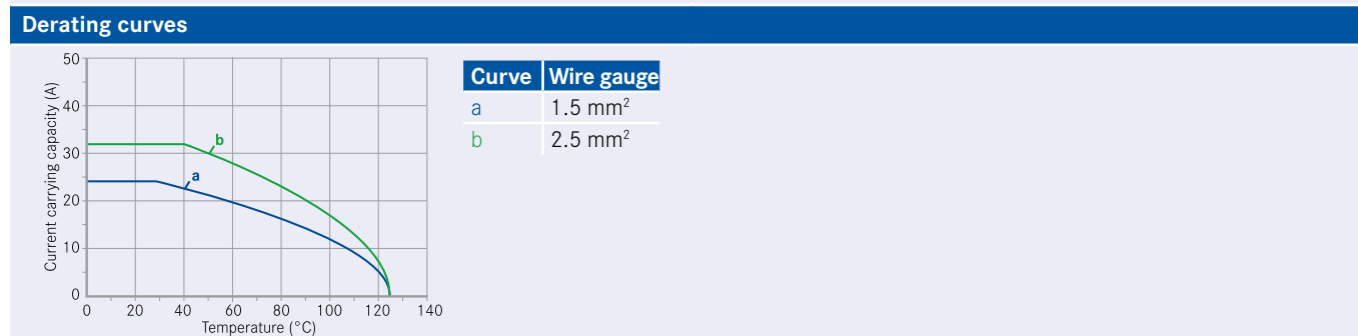 Derating curves
Current carrying capacity (A)
50
40
30
20
10
0
b
a
0 20 40 60 80 100 120 140
Temperature (°C)
Curve Wire gauge
a 1.5 mm²
b 2.5 mm²